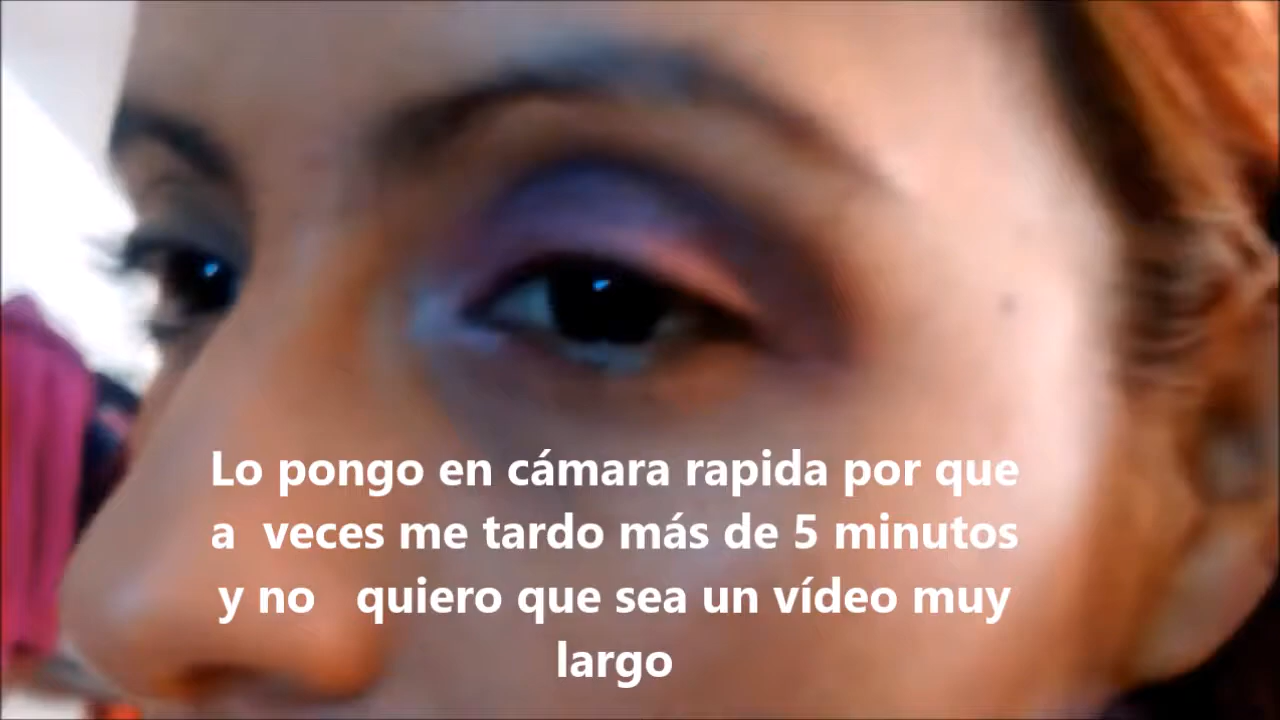 Lo pongo en cámara rapida por que
a veces me tardo más de 5 minutos
y no quiero que sea un vídeo muy
largo